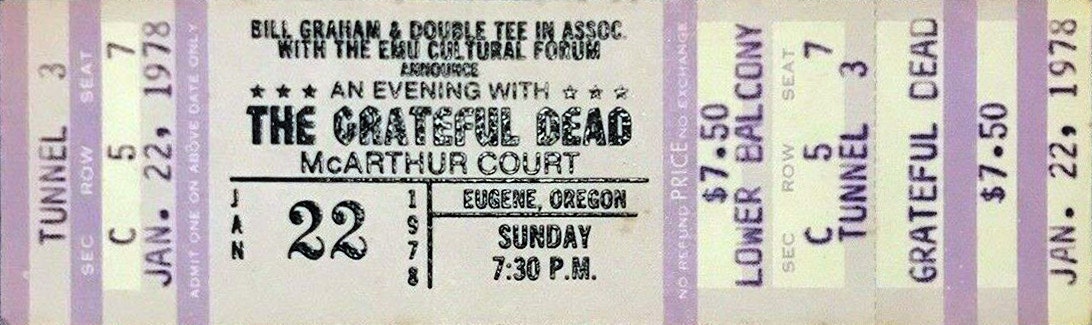 TUNNEL 3
SEC ROW SEAT
C 5 7
JAN. 22, 1978
ADMIT ONE ON ABOVE DATE ONLY
BILL GRAHAM & DOUBLE TEE IN ASSOC.
WITH THE EMU CULTURAL FORUM
ANNOUNCE
★ ★ ★ AN EVENING WITH ☆ ☆ ☆
THE GRATEFUL DEAD
McARTHUR COURT
JAN 22 1978
EUGENE, OREGON
SUNDAY
7:30 P.M.
NO REFUND PRICE NO EXCHANGE
$7.50
LOWER BALCONY
SEC ROW SEAT
C 5 7
TUNNEL 3
GRATEFUL DEAD
$7.50
JAN. 22, 1978